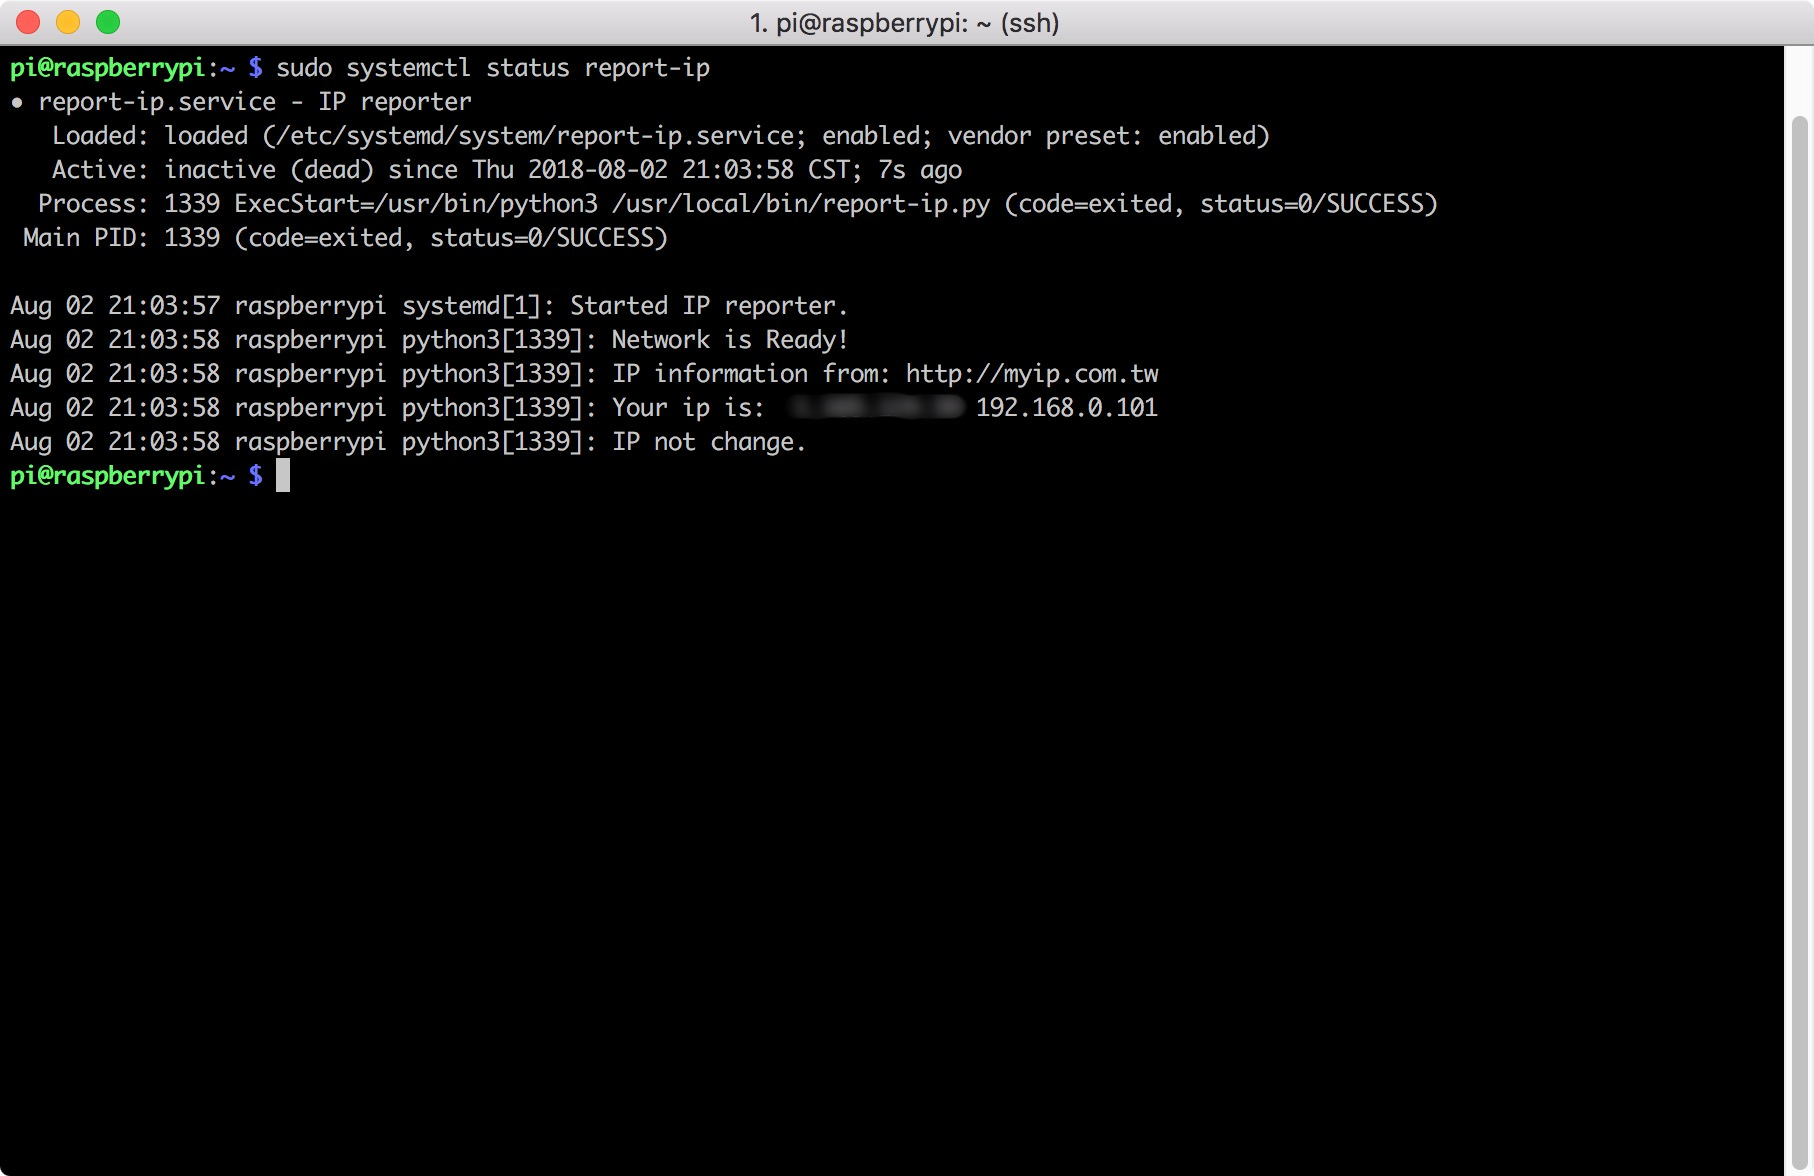 1. pi@raspberrypi: ~ (ssh)
pi@raspberrypi:~ $ sudo systemctl status report-ip
● report-ip.service - IP reporter
   Loaded: loaded (/etc/systemd/system/report-ip.service; enabled; vendor preset: enabled)
   Active: inactive (dead) since Thu 2018-08-02 21:03:58 CST; 7s ago
  Process: 1339 ExecStart=/usr/bin/python3 /usr/local/bin/report-ip.py (code=exited, status=0/SUCCESS)
 Main PID: 1339 (code=exited, status=0/SUCCESS)
Aug 02 21:03:57 raspberrypi systemd[1]: Started IP reporter.
Aug 02 21:03:58 raspberrypi python3[1339]: Network is Ready!
Aug 02 21:03:58 raspberrypi python3[1339]: IP information from: http://myip.com.tw
Aug 02 21:03:58 raspberrypi python3[1339]: Your ip is: 192.168.0.101
Aug 02 21:03:58 raspberrypi python3[1339]: IP not change.
pi@raspberrypi:~ $